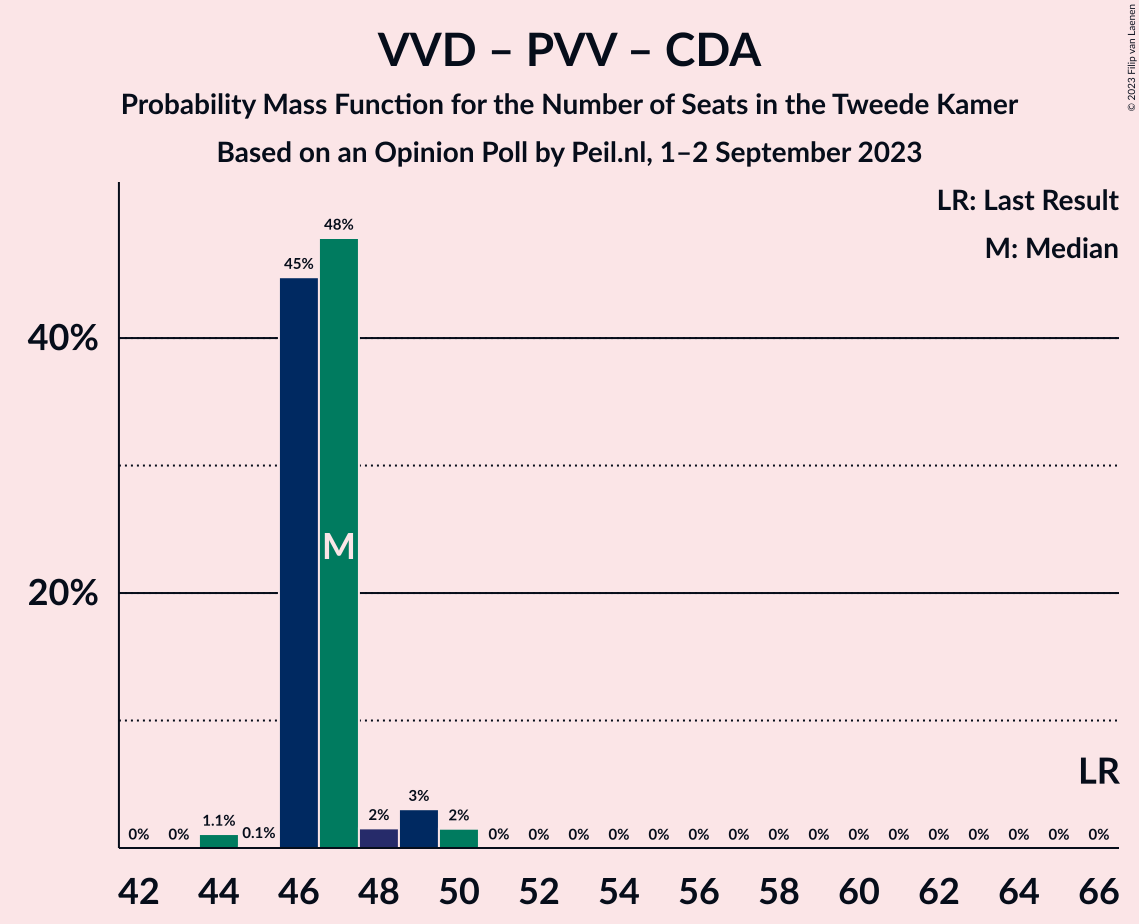 VVD – PVV – CDA
Probability Mass Function for the Number of Seats in the Tweede Kamer
Based on an Opinion Poll by Peil.nl, 1–2 September 2023
© 2023 Filip van Laenen
LR: Last Result
M: Median
48%
45%
40%
M
20%
LR
0% 0% 1.1% 0.1% 2% 3% 2% 0% 0% 0% 0% 0% 0% 0% 0% 0% 0% 0% 0% 0% 0% 0% 0%
42 44 46 48 50 52 54 56 58 60 62 64 66